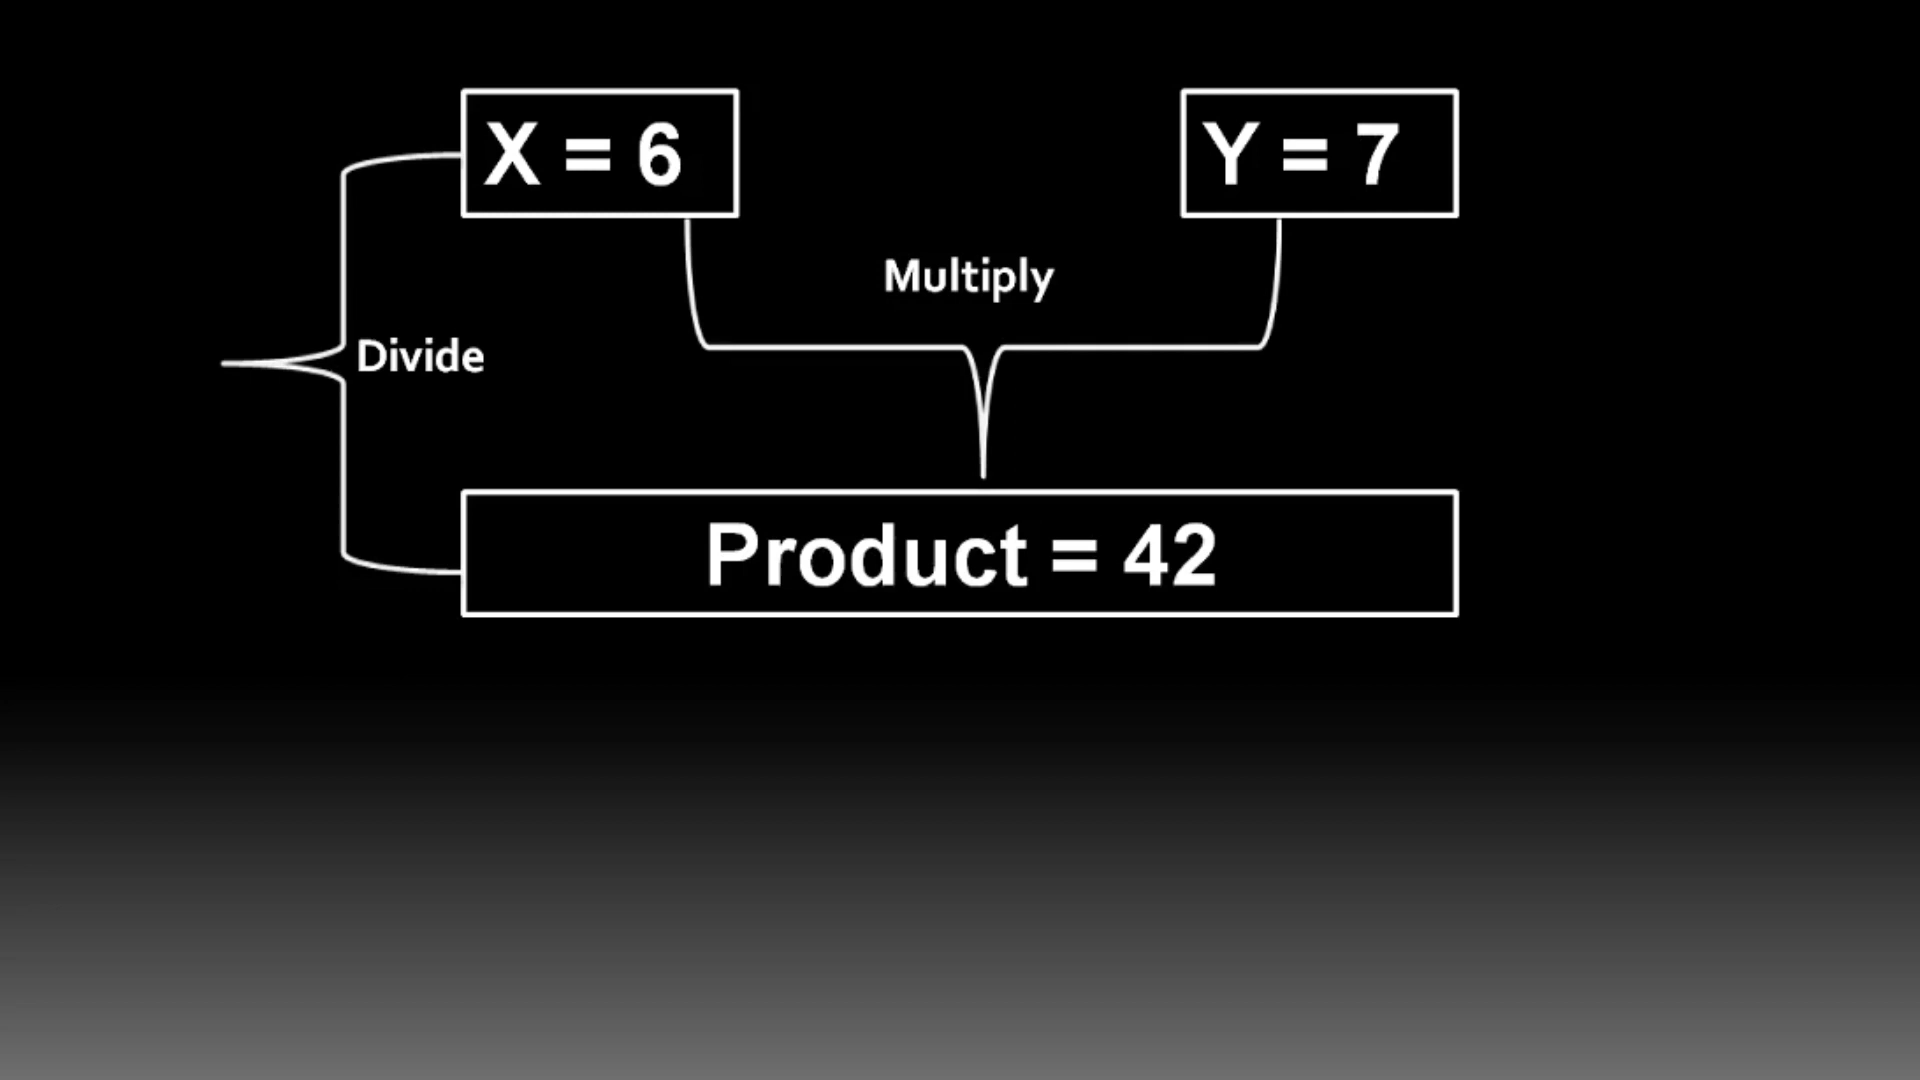 X = 6
Y = 7
Multiply
Divide
Product = 42